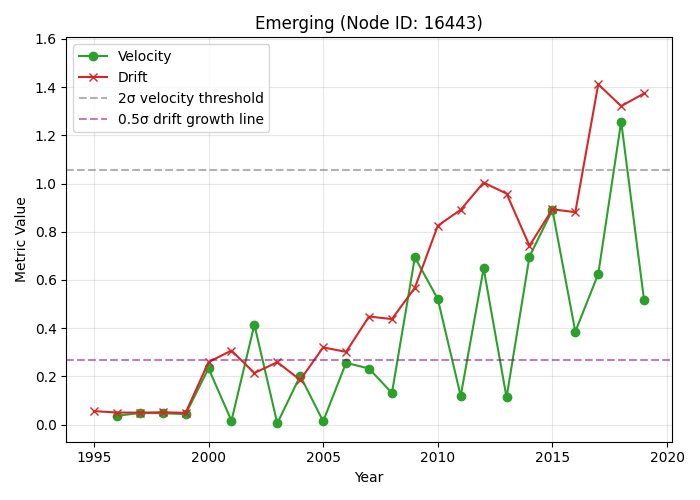 Emerging (Node ID: 16443)
Velocity
Drift
2σ velocity threshold
0.5σ drift growth line
Metric Value
1.6
1.4
1.2
1.0
0.8
0.6
0.4
0.2
0.0
1995
2000
2005
2010
2015
2020
Year